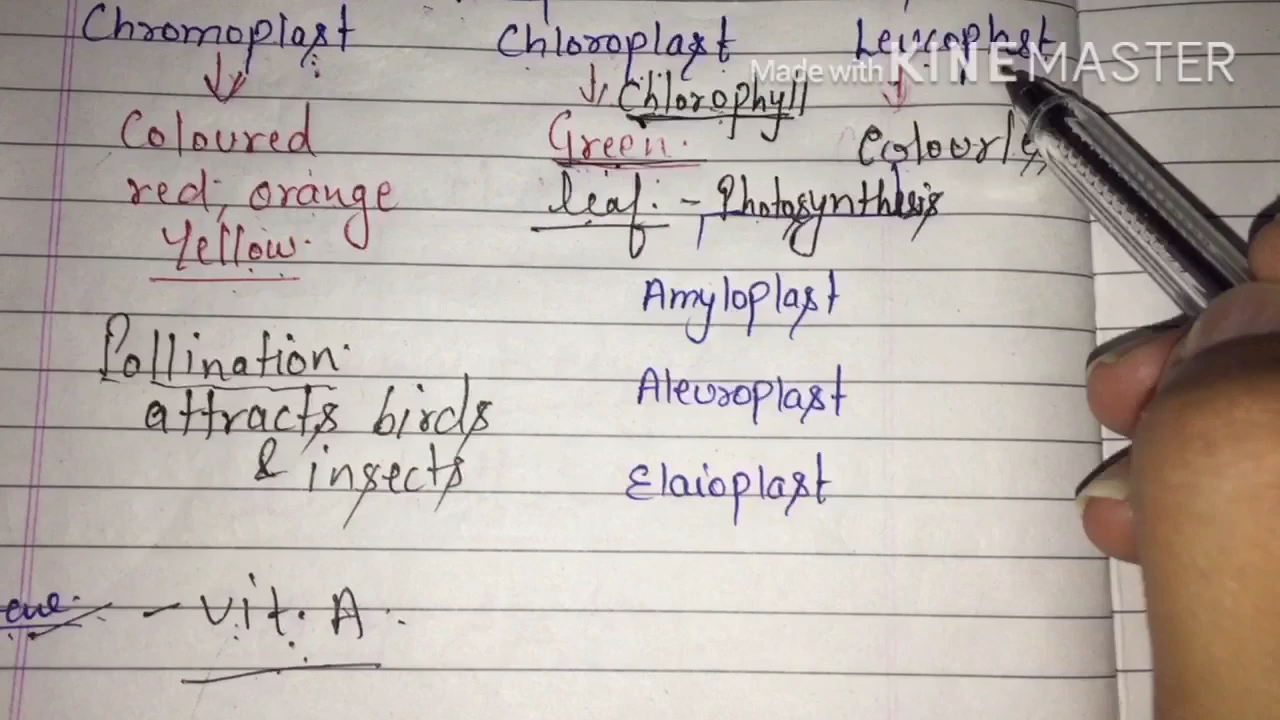 Chromoplast Chloroplast Leucoplast
Made with KINEMASTER
Chlorophyll
Coloured Green. Colourle
red, orange leaf. - Photosynthesis
Yellow.
Amyloplast
Pollination.
attracts birds Aleuroplast
& insects Elaioplast
- Vit. A.